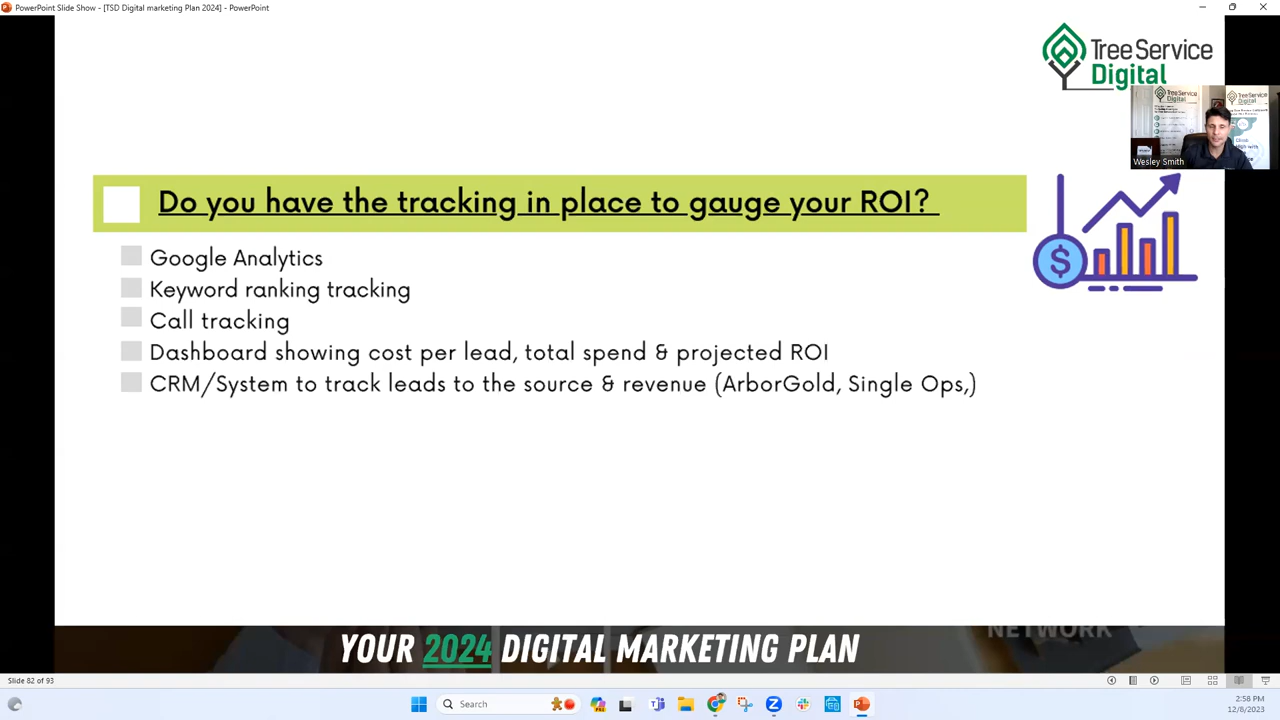 PowerPoint Slide Show - [TSD Digital marketing Plan 2024] - PowerPoint
Tree Service
Digital
Tree Service
Digital
Wesley Smith
Do you have the tracking in place to gauge your ROI?
Google Analytics
Keyword ranking tracking
Call tracking
Dashboard showing cost per lead, total spend & projected ROI
CRM/System to track leads to the source & revenue (ArborGold, Single Ops,)
NETWORK
YOUR 2024 DIGITAL MARKETING PLAN
Slide 82 of 93
Search
2:58 PM
12/8/2023